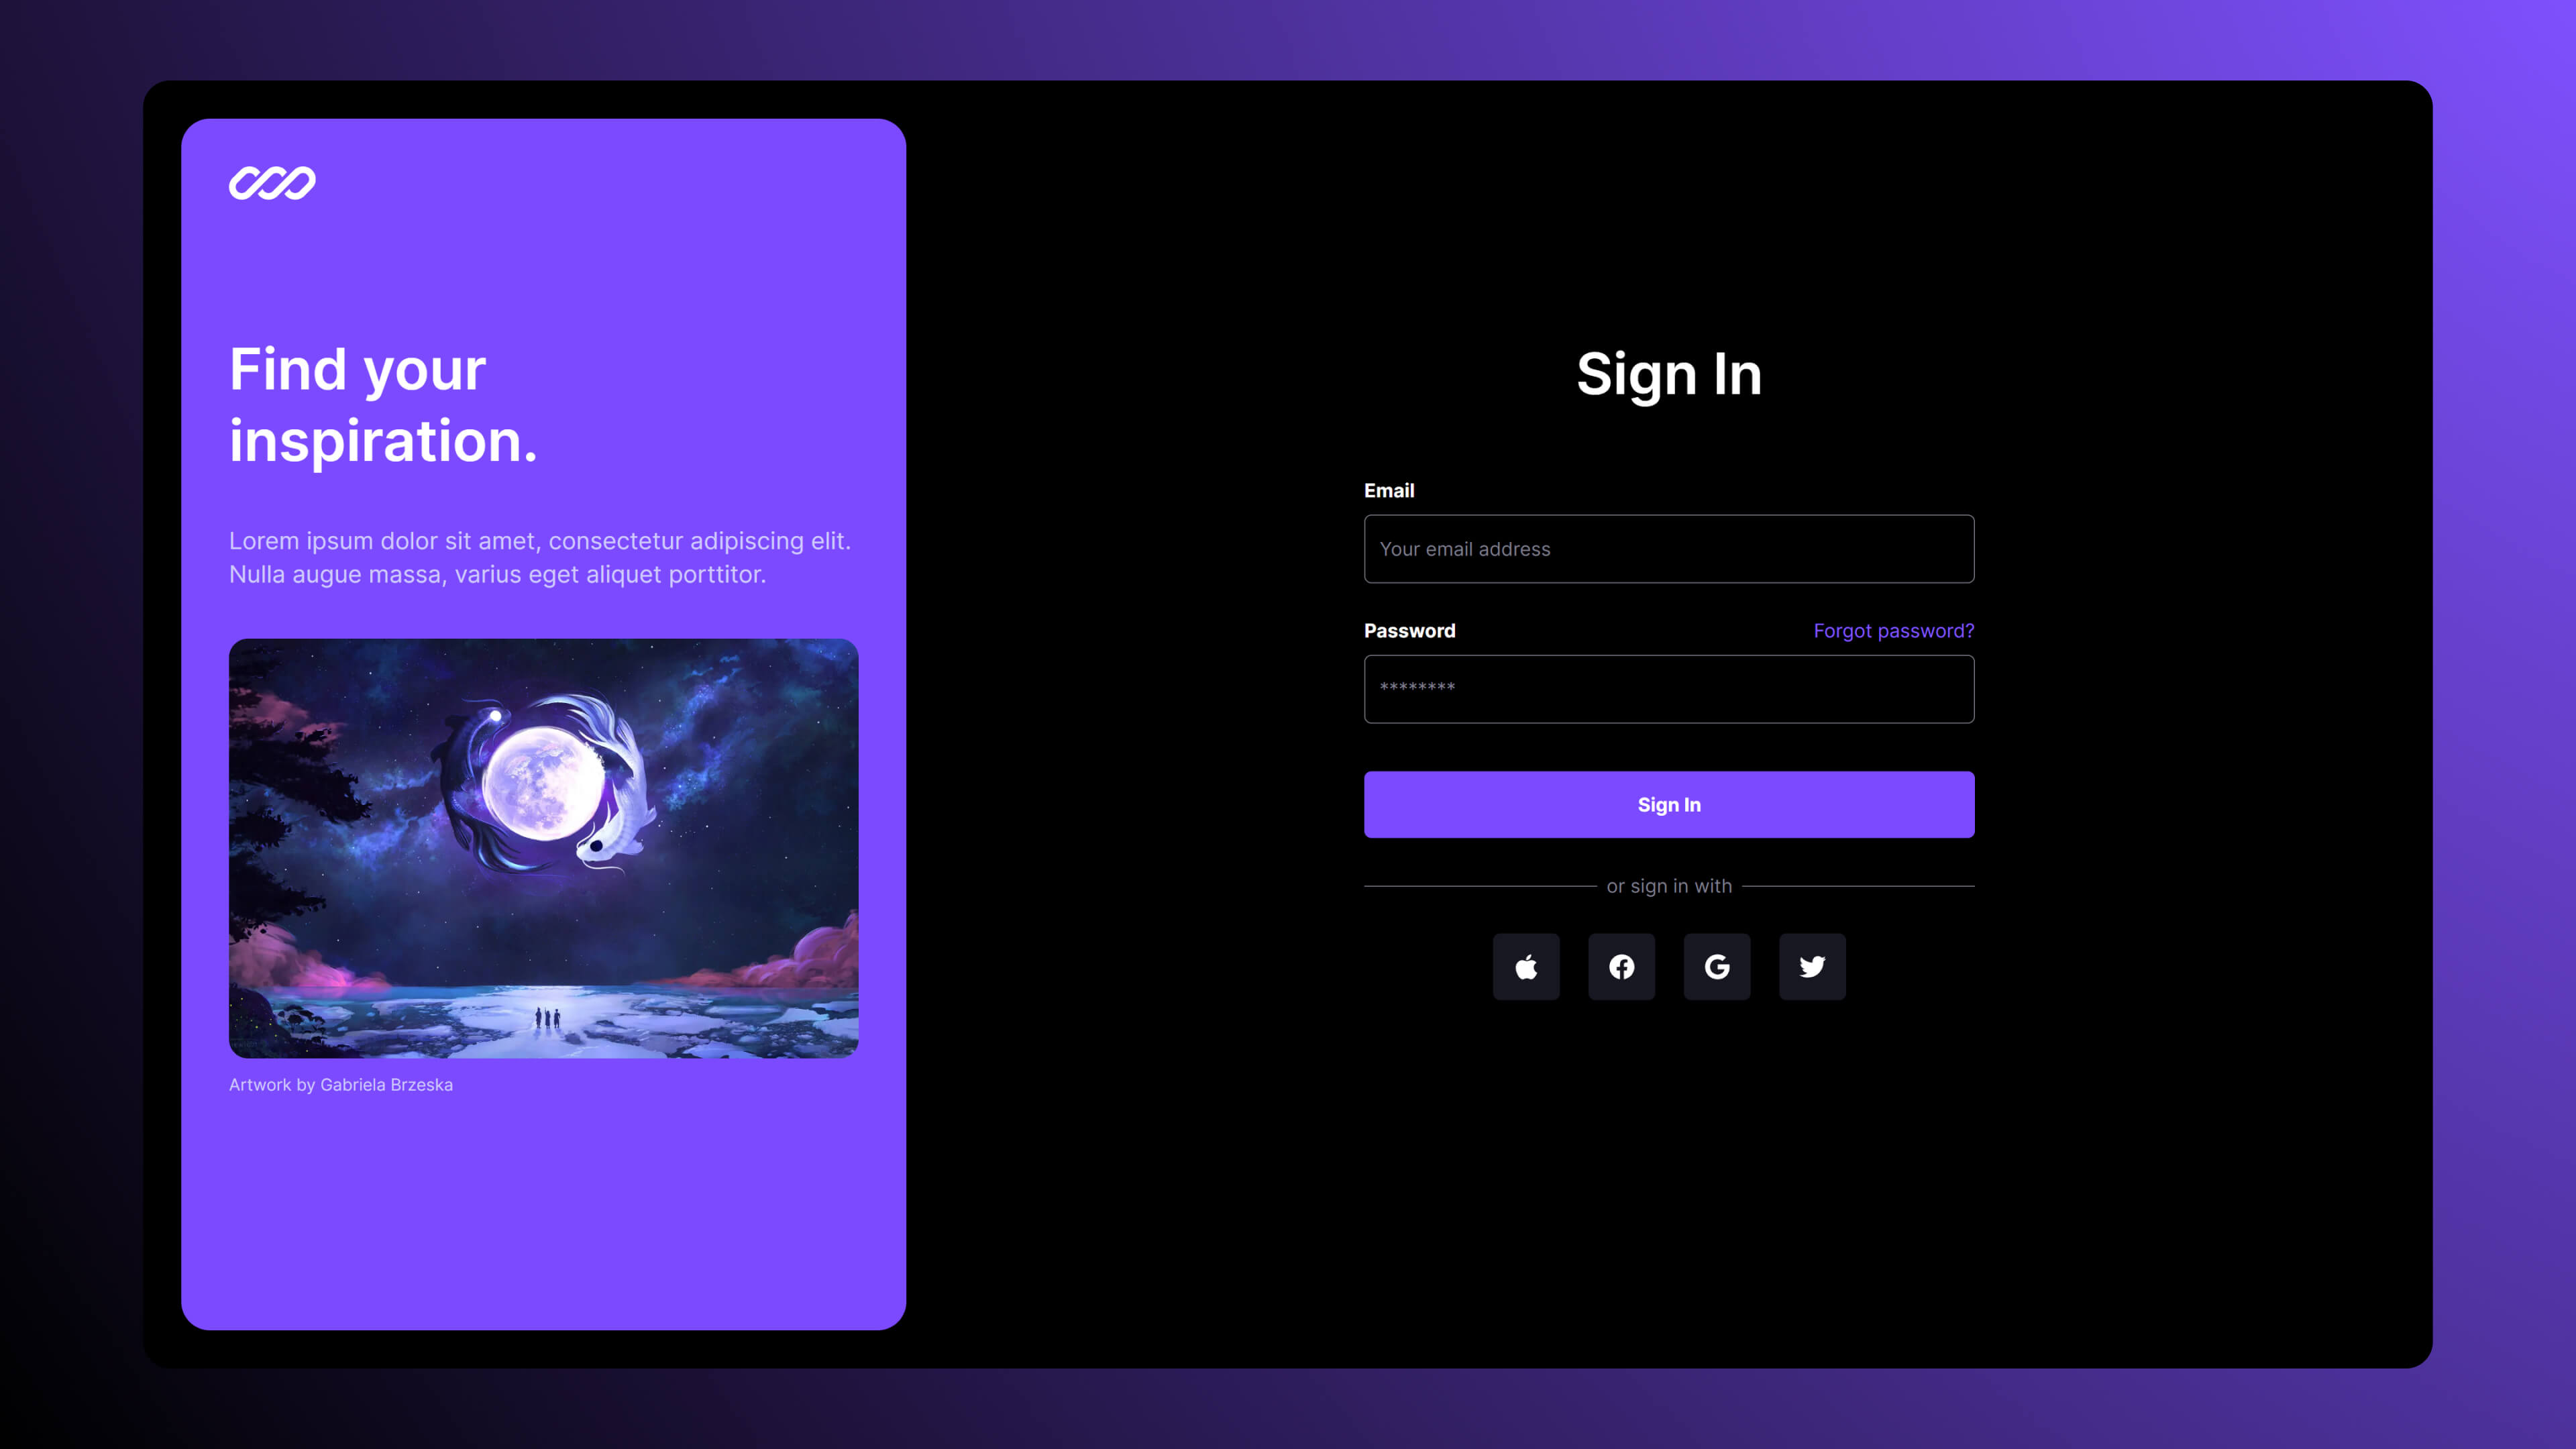 Find your
inspiration.
Lorem ipsum dolor sit amet, consectetur adipiscing elit.
Nulla augue massa, varius eget aliquet porttitor.
Artwork by Gabriela Brzeska
Sign In
Email
Your email address
Password
Forgot password?
********
Sign In
or sign in with